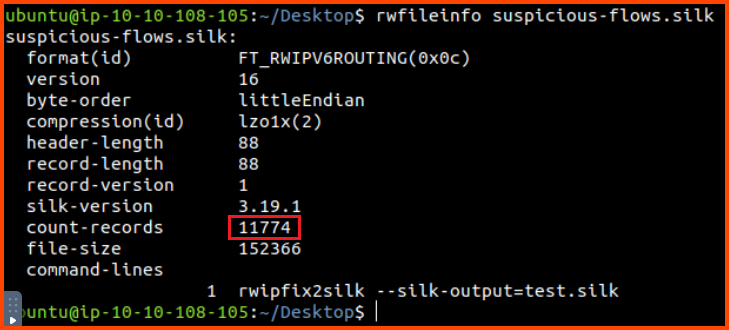 ubuntu@ip-10-10-108-105:~/Desktop$ rwfileinfo suspicious-flows.silk
suspicious-flows.silk:
format(id) FT_RWIPV6ROUTING(0x0c)
version 16
byte-order littleEndian
compression(id) lzo1x(2)
header-length 88
record-length 88
record-version 1
silk-version 3.19.1
count-records 11774
file-size 152366
command-lines
1 rwipfix2silk --silk-output=test.silk
buntu@ip-10-10-108-105:~/Desktop$